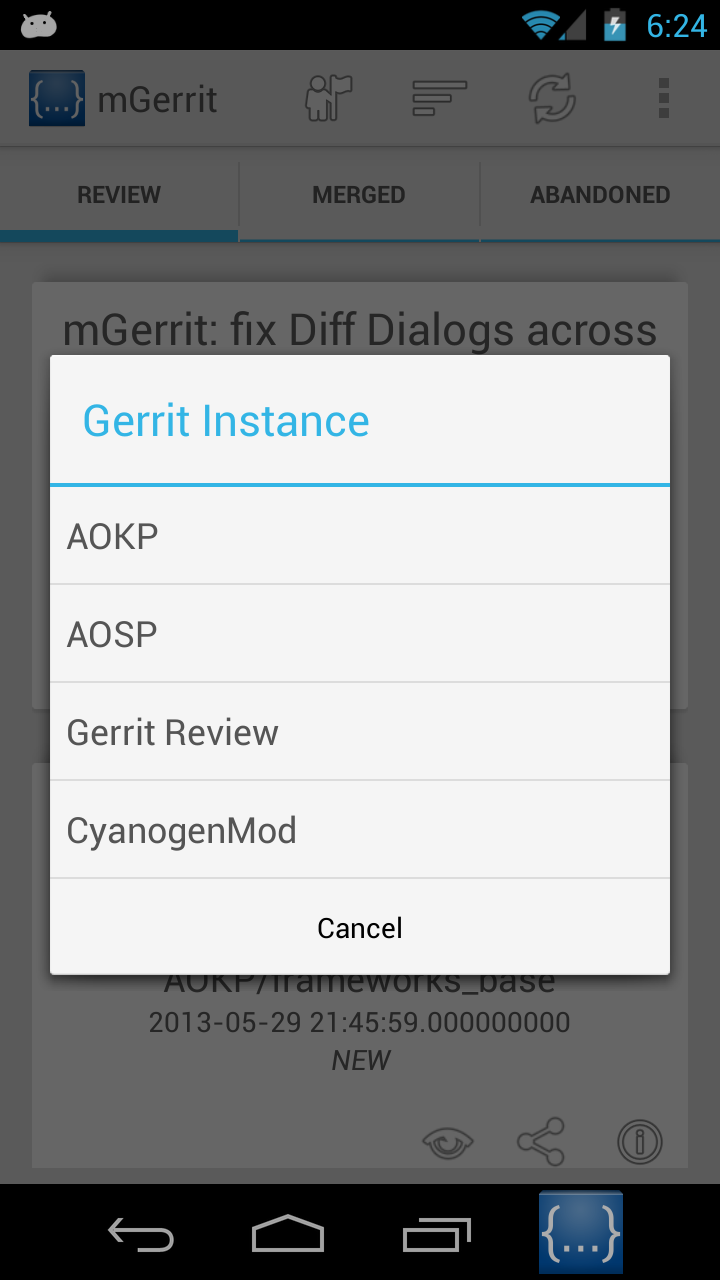 6:24
{...} mGerrit
REVIEW MERGED ABANDONED
mGerrit: fix Diff Dialogs across
Gerrit Instance
AOKP
AOSP
Gerrit Review
CyanogenMod
Cancel
AOKP/frameworks_base
2013-05-29 21:45:59.000000000
NEW
{...}